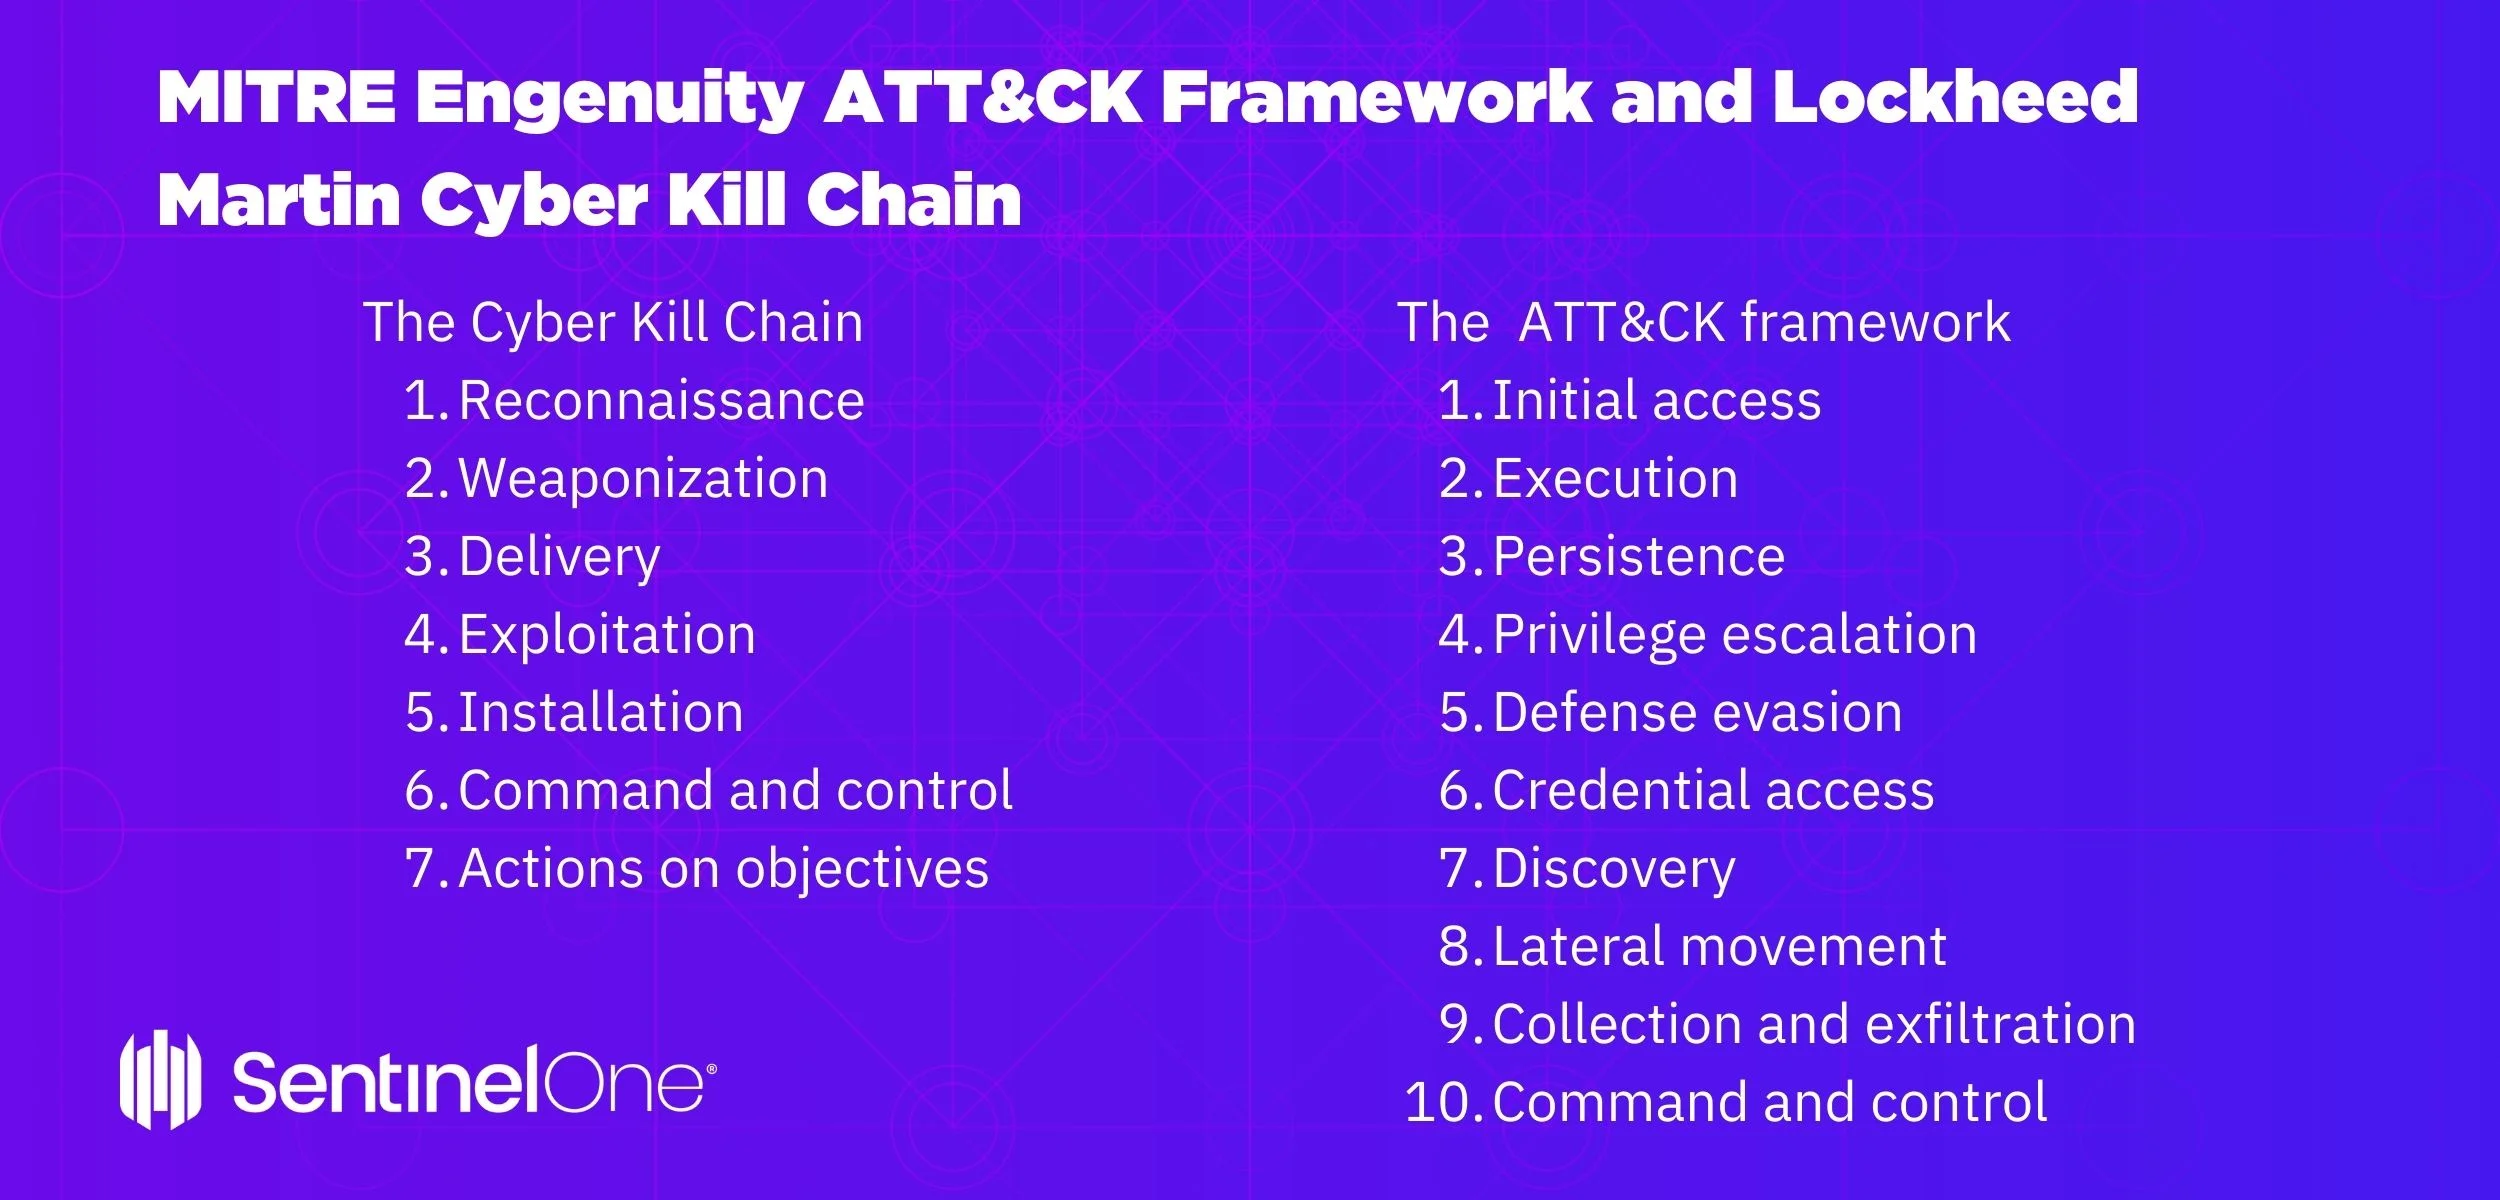 MITRE Engenuity ATT&CK Framework and Lockheed
Martin Cyber Kill Chain
The Cyber Kill Chain
1. Reconnaissance
2. Weaponization
3. Delivery
4. Exploitation
5. Installation
6. Command and control
7. Actions on objectives
The ATT&CK framework
1. Initial access
2. Execution
3. Persistence
4. Privilege escalation
5. Defense evasion
6. Credential access
7. Discovery
8. Lateral movement
9. Collection and exfiltration
10. Command and control
SentinelOne®